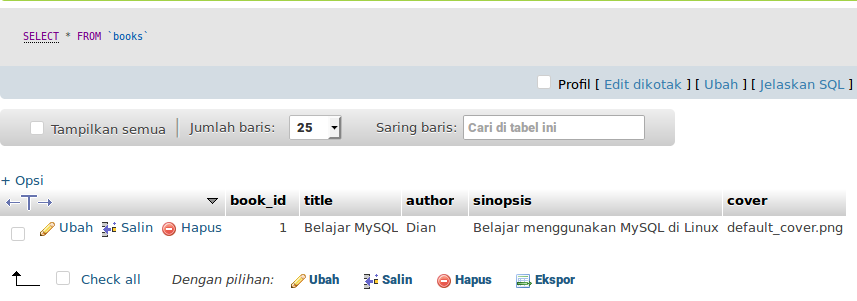 SELECT * FROM `books`
Profil [ Edit dikotak ] [ Ubah ] [ Jelaskan SQL ]
Tampilkan semua Jumlah baris: 25 Saring baris: Cari di tabel ini
+ Opsi
←T→ book_id title author sinopsis cover
Ubah Salin Hapus 1 Belajar MySQL Dian Belajar menggunakan MySQL di Linux default_cover.png
Check all Dengan pilihan: Ubah Salin Hapus Ekspor